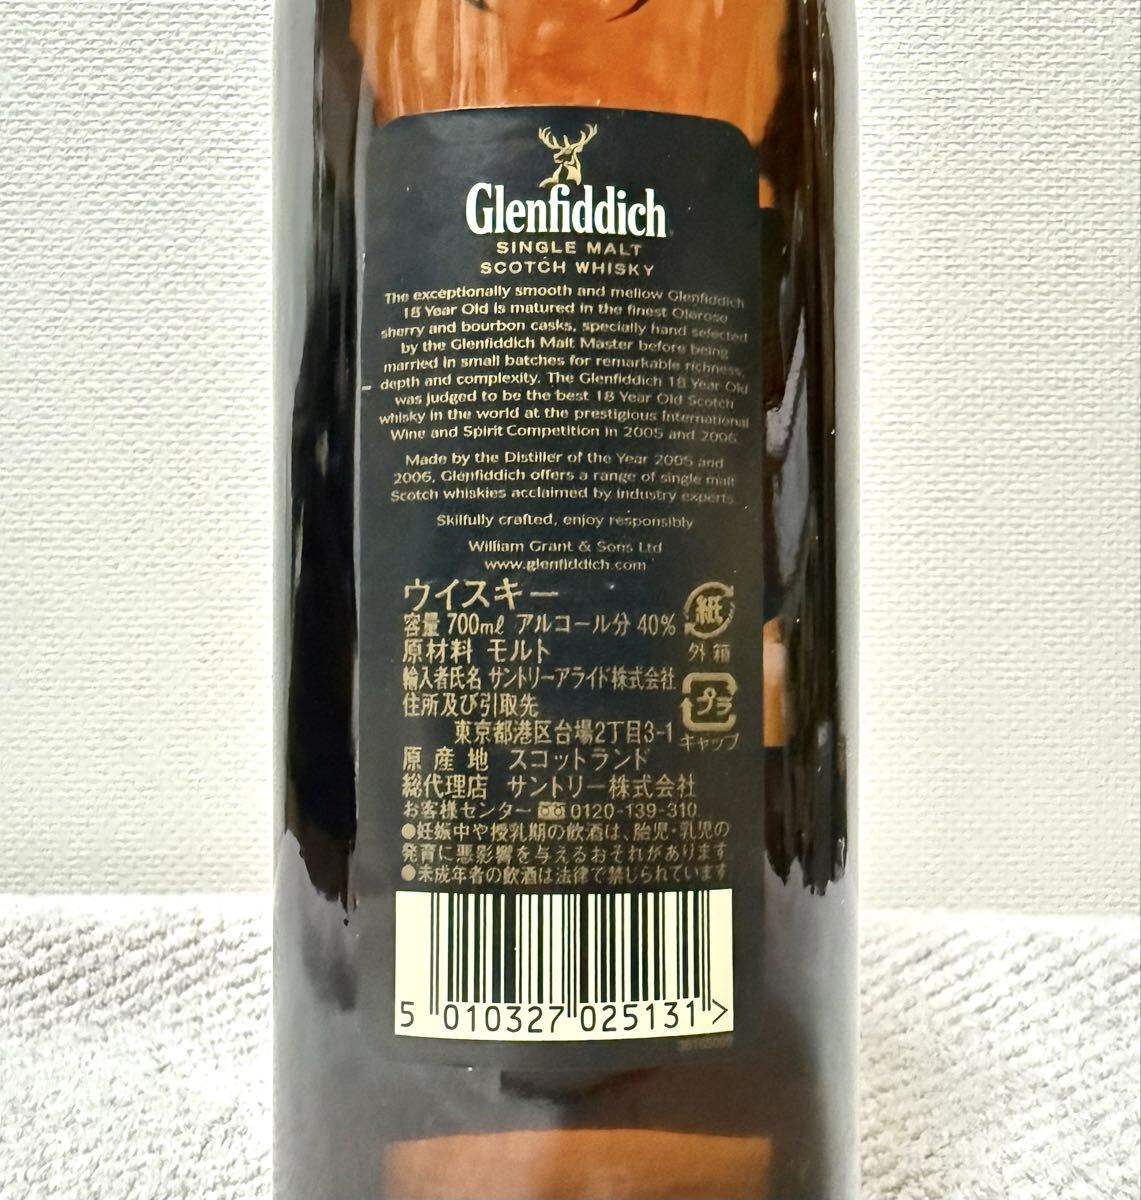 Glenfiddich
SINGLE MALT
SCOTCH WHISKY
The exceptionally smooth and mellow Glenfiddich
18 Year Old is matured in the finest Oloroso
sherry and bourbon casks, specially hand selected
by the Glenfiddich Malt Master before being
married in small batches for remarkable richness,
depth and complexity. The Glenfiddich 18 Year Old
was judged to be the best 18 Year Old Scotch
whisky in the world at the prestigious International
Wine and Spirit Competition in 2005 and 2006.
Made by the Distiller of the Year 2005 and
2006, Glenfiddich offers a range of single malt
Scotch whiskies acclaimed by industry experts.
Skilfully crafted, enjoy responsibly
William Grant & Sons Ltd
www.glenfiddich.com
ウイスキー
容量 700mℓ アルコール分 40%
原材料 モルト
輸入者氏名 サントリーアライド株式会社
住所及び引取先
東京都港区台場2丁目3-1
原産地 スコットランド
総代理店 サントリー株式会社
お客様センター 0120-139-310
●妊娠中や授乳期の飲酒は、胎児・乳児の
発育に悪影響を与えるおそれがあります
●未成年者の飲酒は法律で禁じられています
紙
外箱
プラ
キャップ
5 010327 025131 >